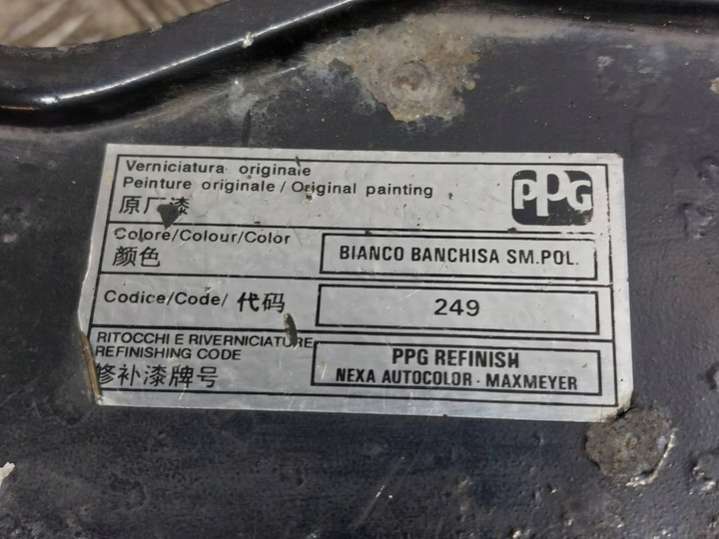 Verniciatura originale
Peinture originale / Original painting
原厂漆
PPG
Colore/Colour/Color
颜色
BIANCO BANCHISA SM.POL.
Codice/Code/ 代码
249
RITOCCHI E RIVERNICIATURE
REFINISHING CODE
修补漆牌号
PPG REFINISH
NEXA AUTOCOLOR · MAXMEYER